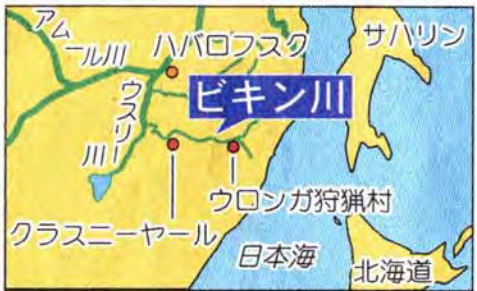 アムール川
ハバロフスク
サハリン
ビキン川
ウスリー川
ウロンガ狩猟村
クラスニーヤール
日本海
北海道